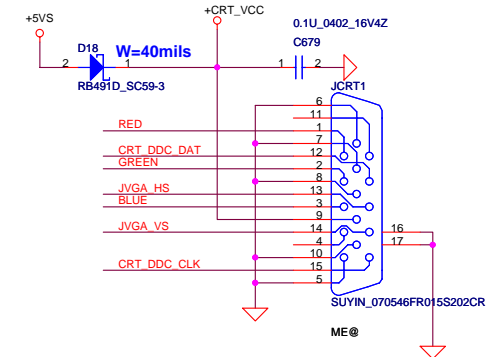 +5VS
+CRT_VCC
0.1U_0402_16V4Z
D18
W=40mils
C679
2
1
1
2
RB491D_SC59-3
JCRT1
6
11
RED
1
7
CRT_DDC_DAT
12
GREEN
2
8
JVGA_HS
13
BLUE
3
9
JVGA_VS
14
16
4
17
10
CRT_DDC_CLK
15
5
SUYIN_070546FR015S202CR
ME@